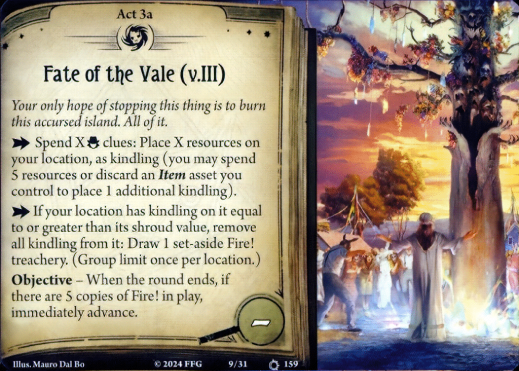 Act 3a
Fate of the Vale (v.III)
Your only hope of stopping this thing is to burn
this accursed island. All of it.
Spend X clues: Place X resources on
your location, as kindling (you may spend
5 resources or discard an Item asset you
control to place 1 additional kindling).
If your location has kindling on it equal
to or greater than its shroud value, remove
all kindling from it: Draw 1 set-aside Fire!
treachery. (Group limit once per location.)
Objective – When the round ends, if
there are 5 copies of Fire! in play,
immediately advance.
–
Illus. Mauro Dal Bo © 2024 FFG 9/31 159